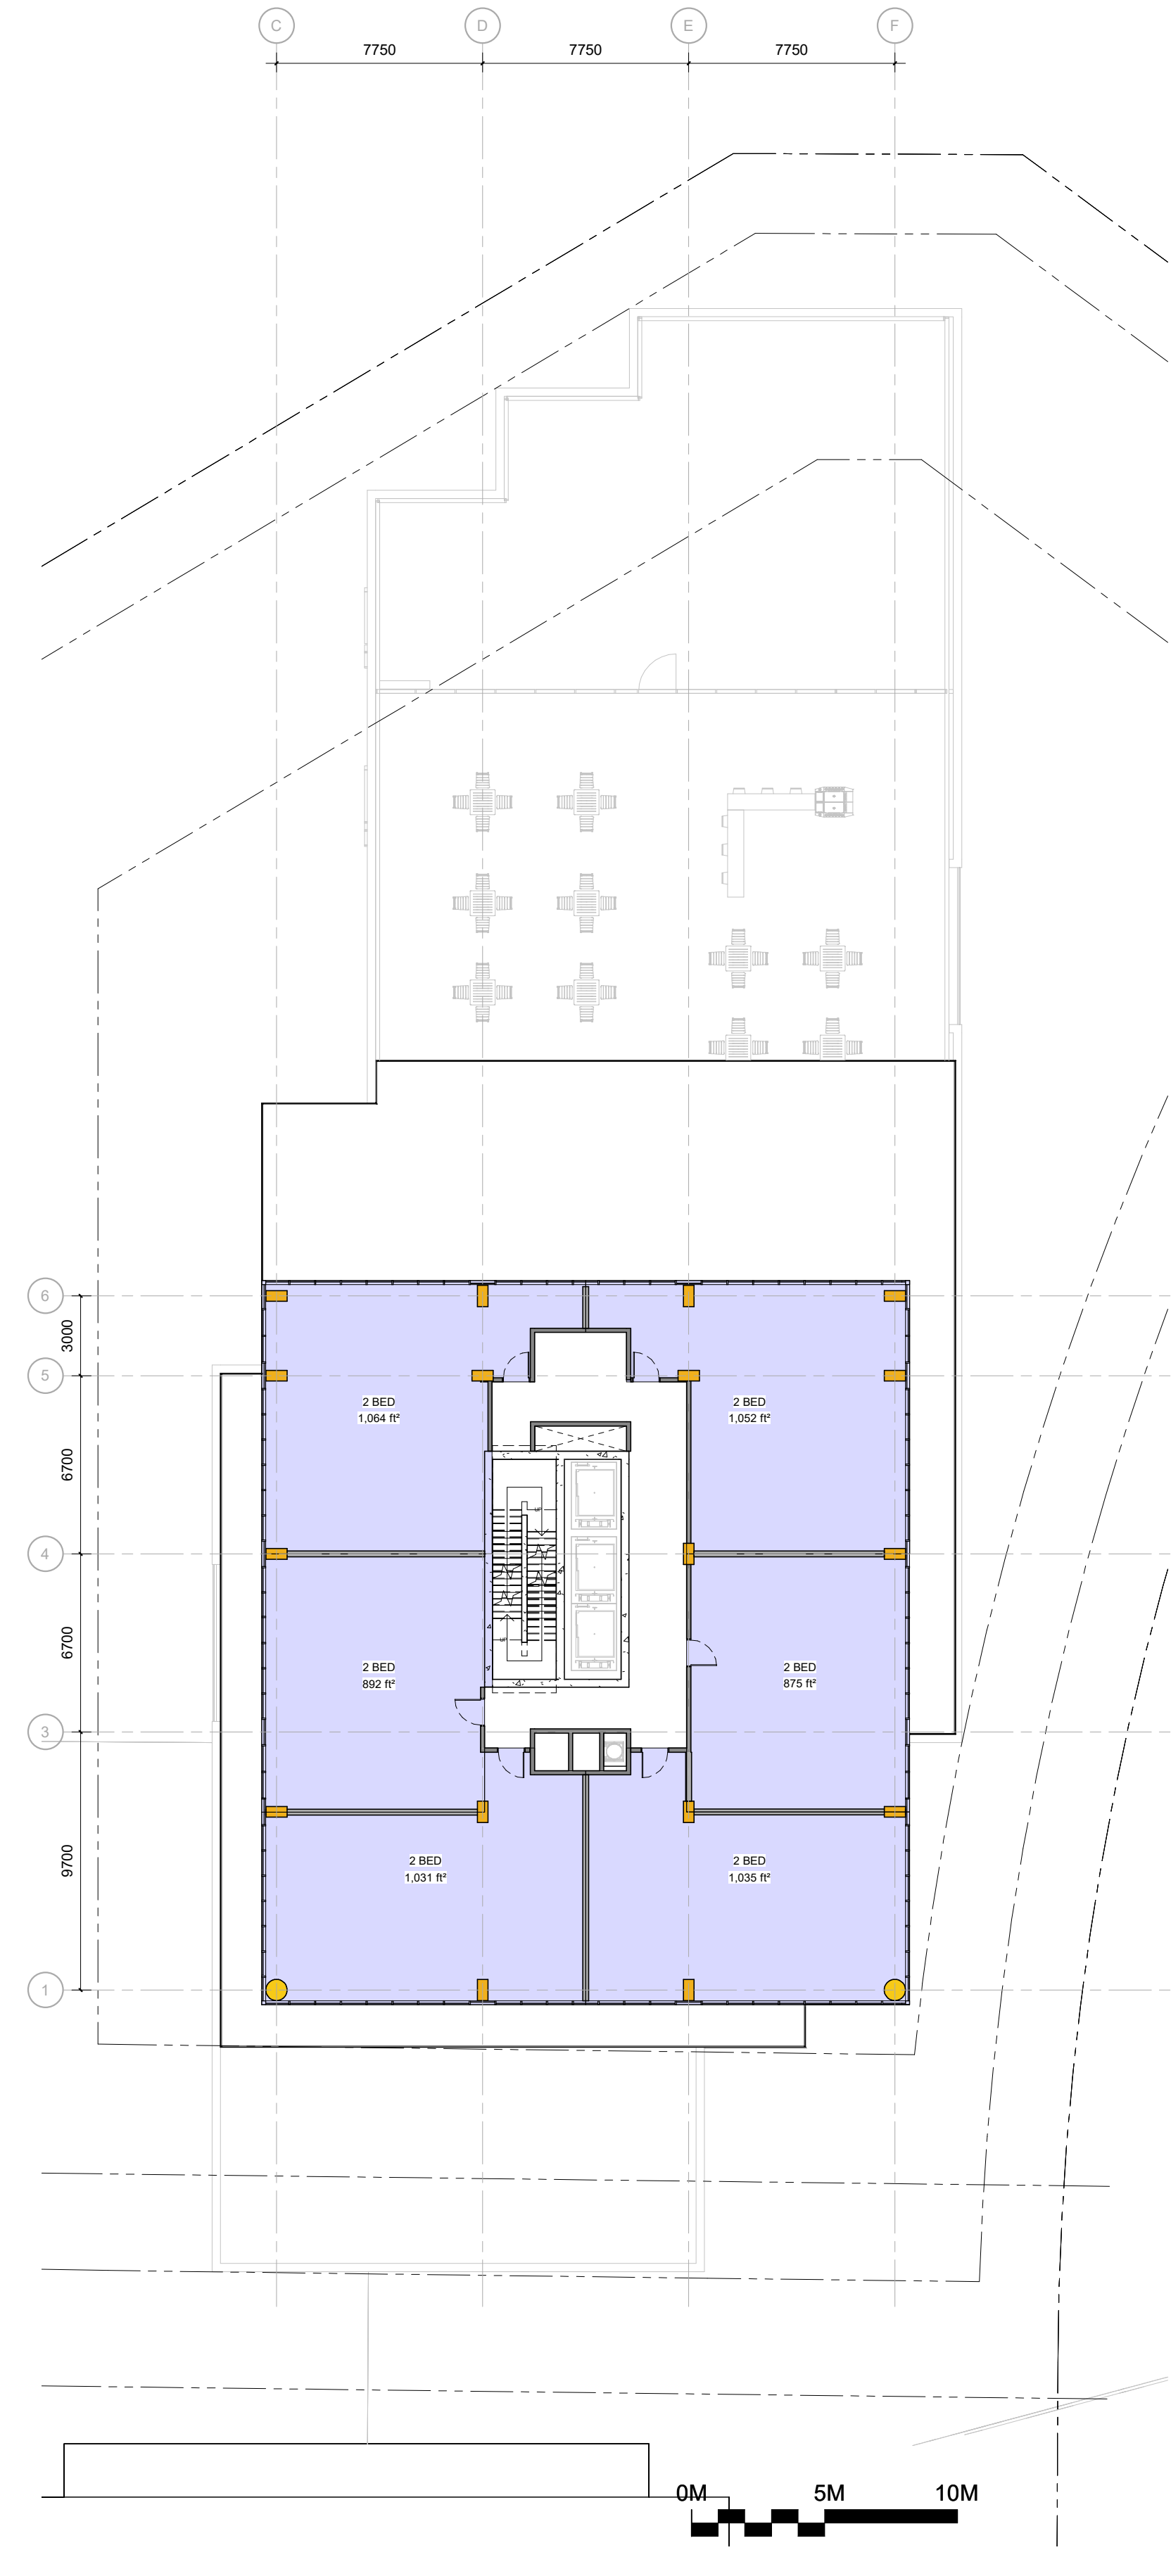 C
D
E
F
7750
7750
7750
6
3000
5
2 BED
1,064 ft²
2 BED
1,052 ft²
6700
4
6700
2 BED
892 ft²
2 BED
875 ft²
3
9700
2 BED
1,031 ft²
2 BED
1,035 ft²
1
0M
5M
10M